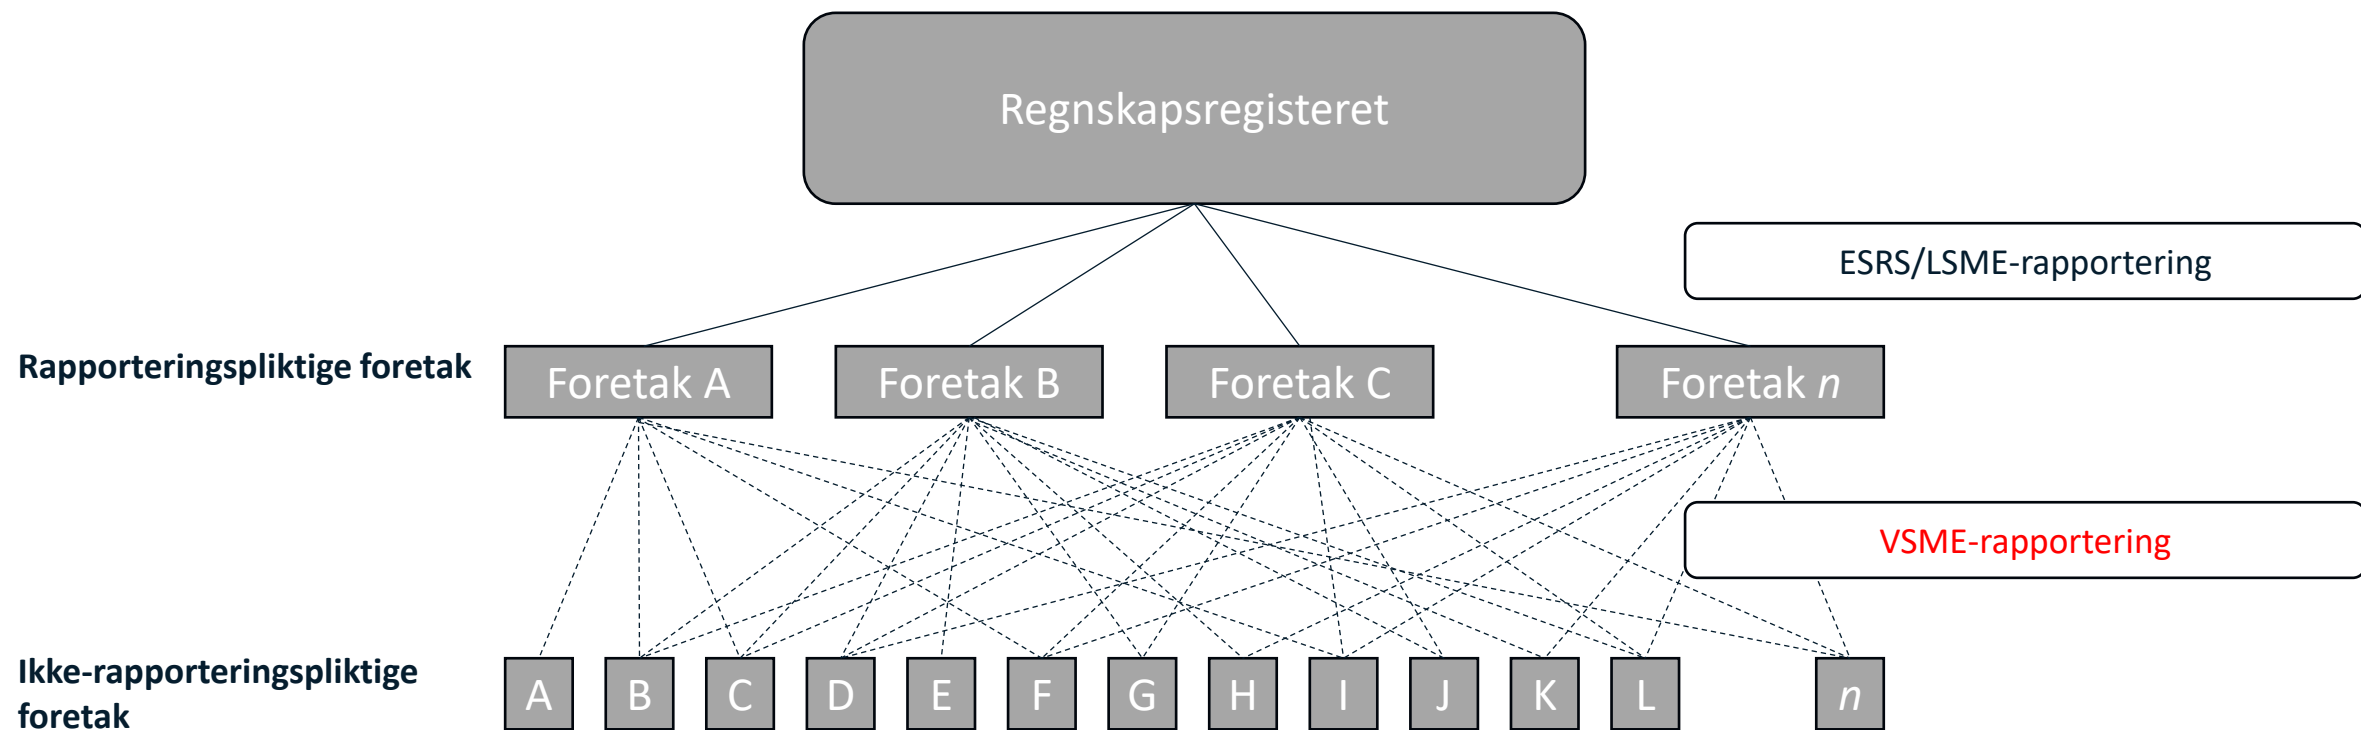 Regnskapsregisteret
ESRS/LSME-rapportering
Rapporteringspliktige foretak
Foretak A
Foretak B
Foretak C
Foretak n
VSME-rapportering
Ikke-rapporteringspliktige
foretak
A
B
C
D
E
F
G
H
I
J
K
L
n